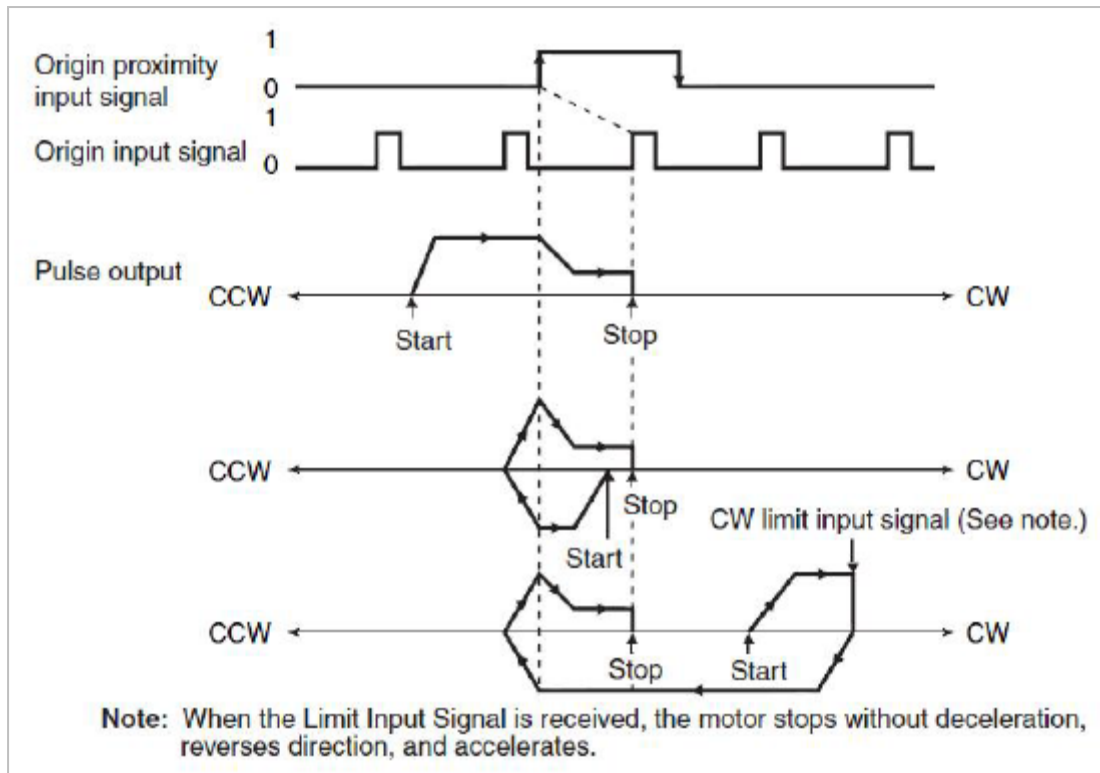 1
Origin proximity
input signal
0
1
Origin input signal
0
Pulse output
CCW
CW
Start
Stop
CCW
CW
Stop
CW limit input signal (See note.)
Start
CCW
CW
Stop
Start
Note: When the Limit Input Signal is received, the motor stops without deceleration,
reverses direction, and accelerates.